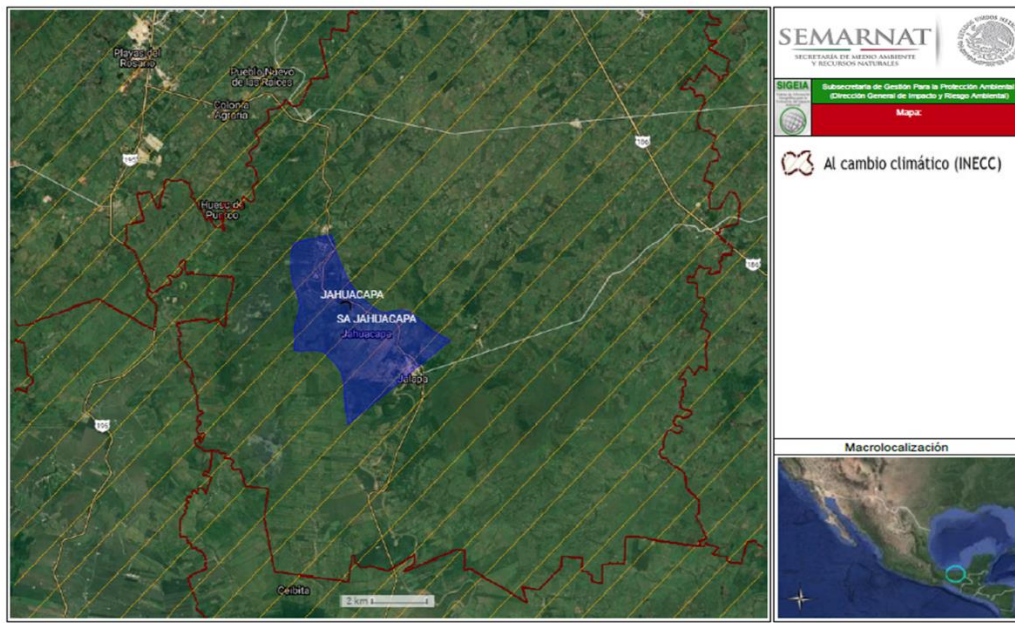 Playas del
Rosario
Pueblo Nuevo
de las Raices
Colonia
Agraria
195
186
Hueso de
Puerco
186
JAHUACAPA
SA JAHUACAPA
Jahuacapa
Jalapa
195
Ceibita
2 km
SEMARNAT
SECRETARÍA DE MEDIO AMBIENTE
Y RECURSOS NATURALES
SIGEIA
Subsecretaria de Gestión Para la Protección Ambiental
(Dirección General de Impacto y Riesgo Ambiental)
Mapa:
Al cambio climático (INECC)
Macrolocalización